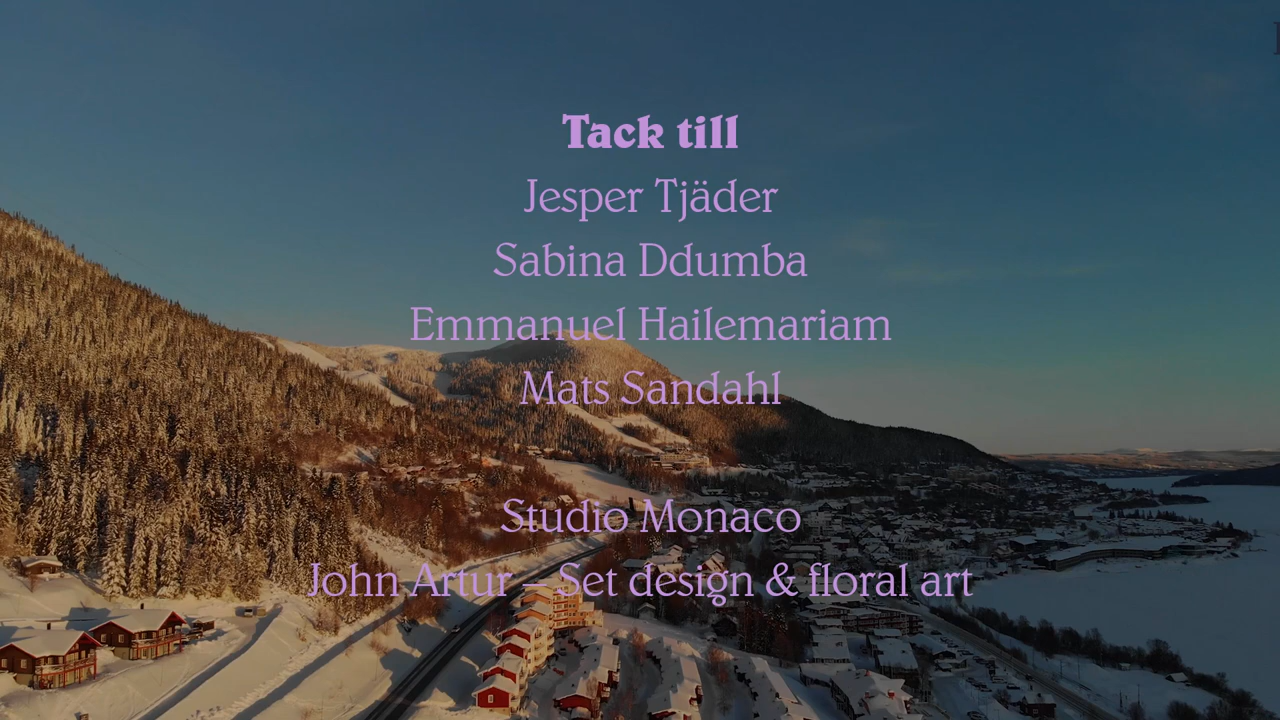 Tack till
Jesper Tjäder
Sabina Ddumba
Emmanuel Hailemariam
Mats Sandahl
Studio Monaco
John Artur – Set design & floral art